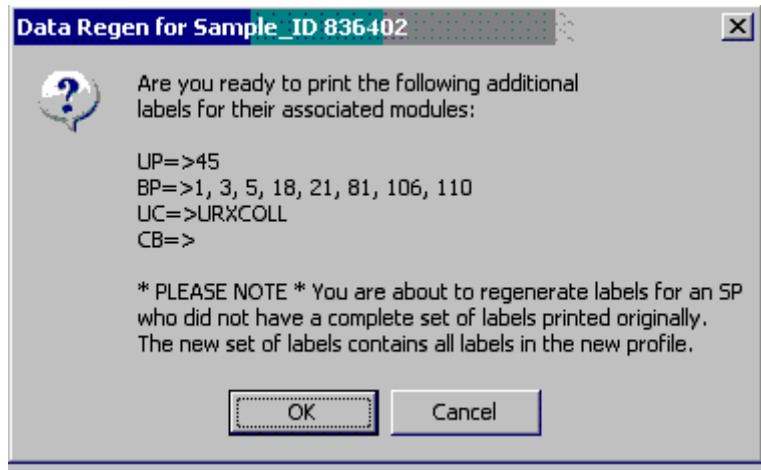 Data Regen for Sample_ID 836402
Are you ready to print the following additional
labels for their associated modules:
UP=>45
BP=>1, 3, 5, 18, 21, 81, 106, 110
UC=>URXCOLL
CB=>
* PLEASE NOTE * You are about to regenerate labels for an SP
who did not have a complete set of labels printed originally.
The new set of labels contains all labels in the new profile.
OK
Cancel